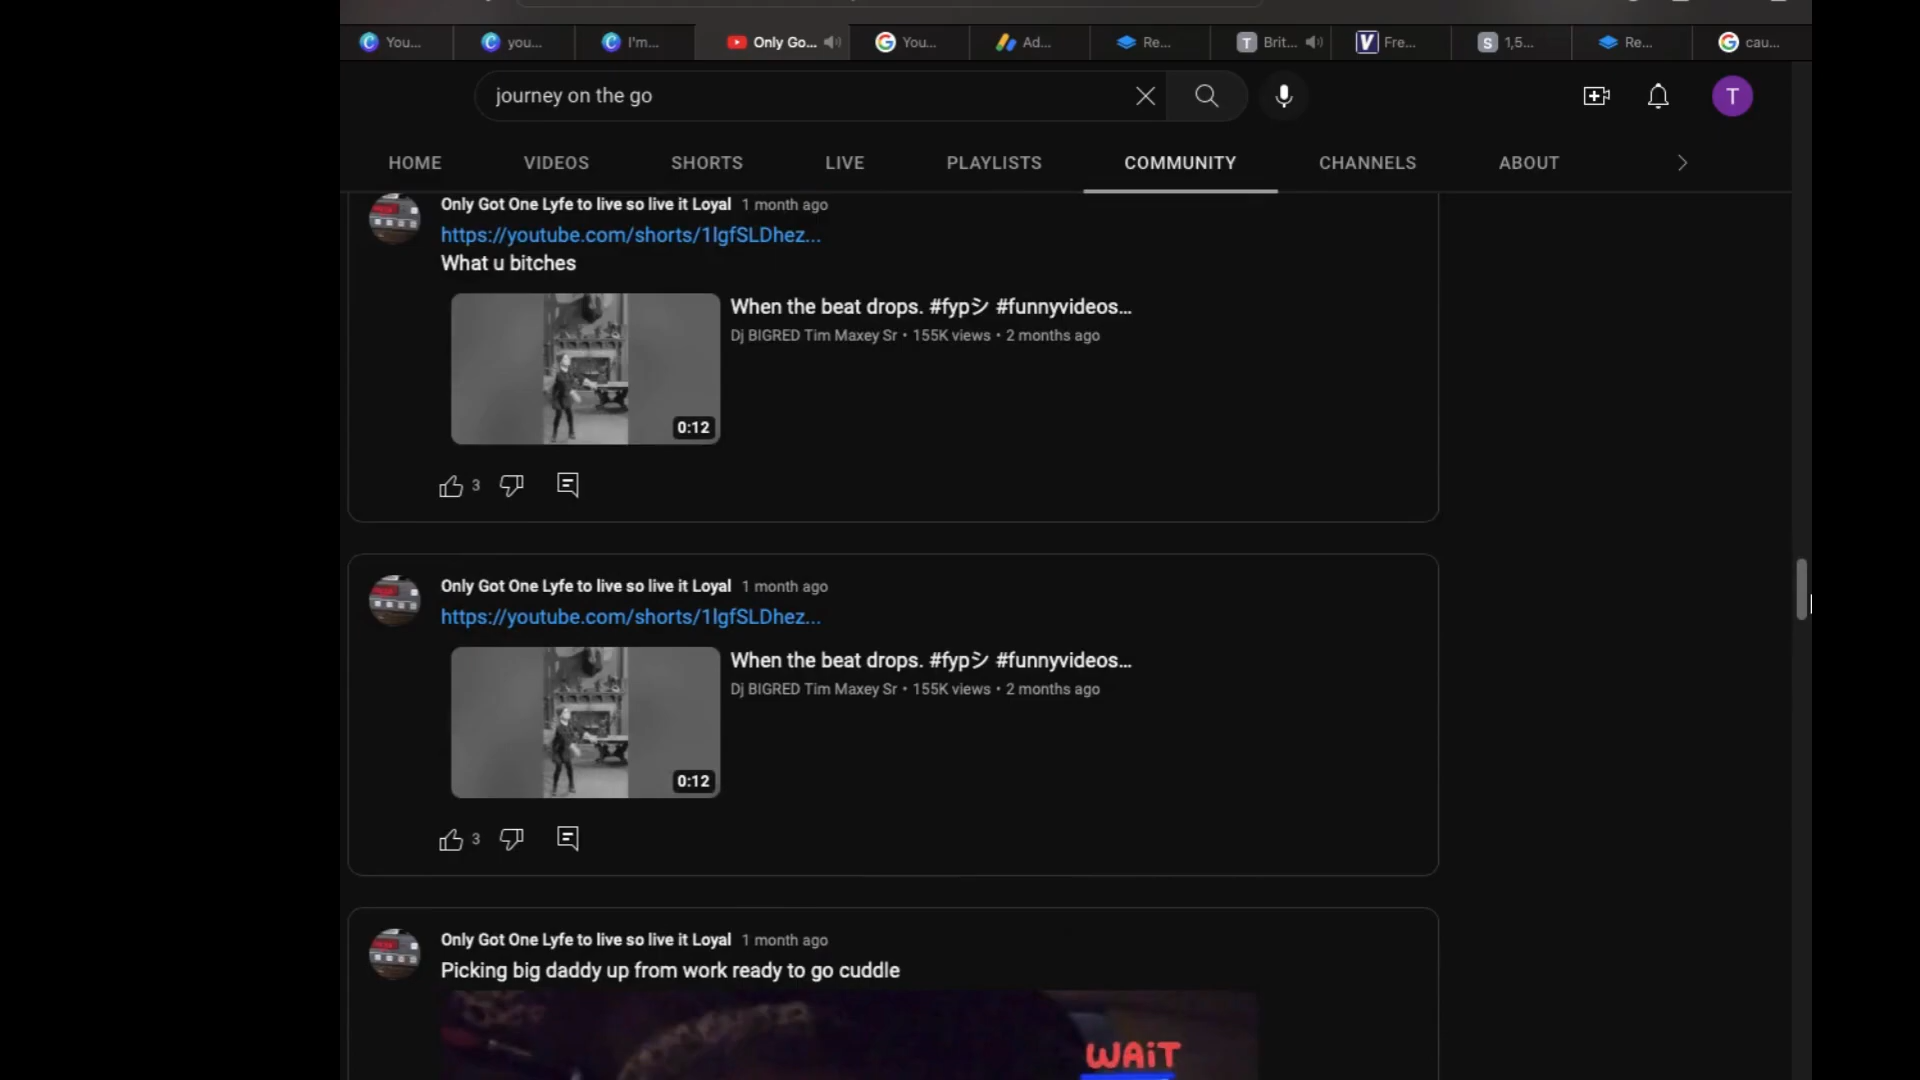 You...
you...
I'm...
Only Go...
You...
Ad...
Re...
Brit...
Fre...
1,5...
Re...
cau...
journey on the go
T
HOME
VIDEOS
SHORTS
LIVE
PLAYLISTS
COMMUNITY
CHANNELS
ABOUT
Only Got One Lyfe to live so live it Loyal 1 month ago
https://youtube.com/shorts/1lgfSLDhez...
What u bitches
When the beat drops. #fypシ #funnyvideos...
Dj BIGRED Tim Maxey Sr • 155K views • 2 months ago
0:12
3
Only Got One Lyfe to live so live it Loyal 1 month ago
https://youtube.com/shorts/1lgfSLDhez...
When the beat drops. #fypシ #funnyvideos...
Dj BIGRED Tim Maxey Sr • 155K views • 2 months ago
0:12
3
Only Got One Lyfe to live so live it Loyal 1 month ago
Picking big daddy up from work ready to go cuddle
WAiT